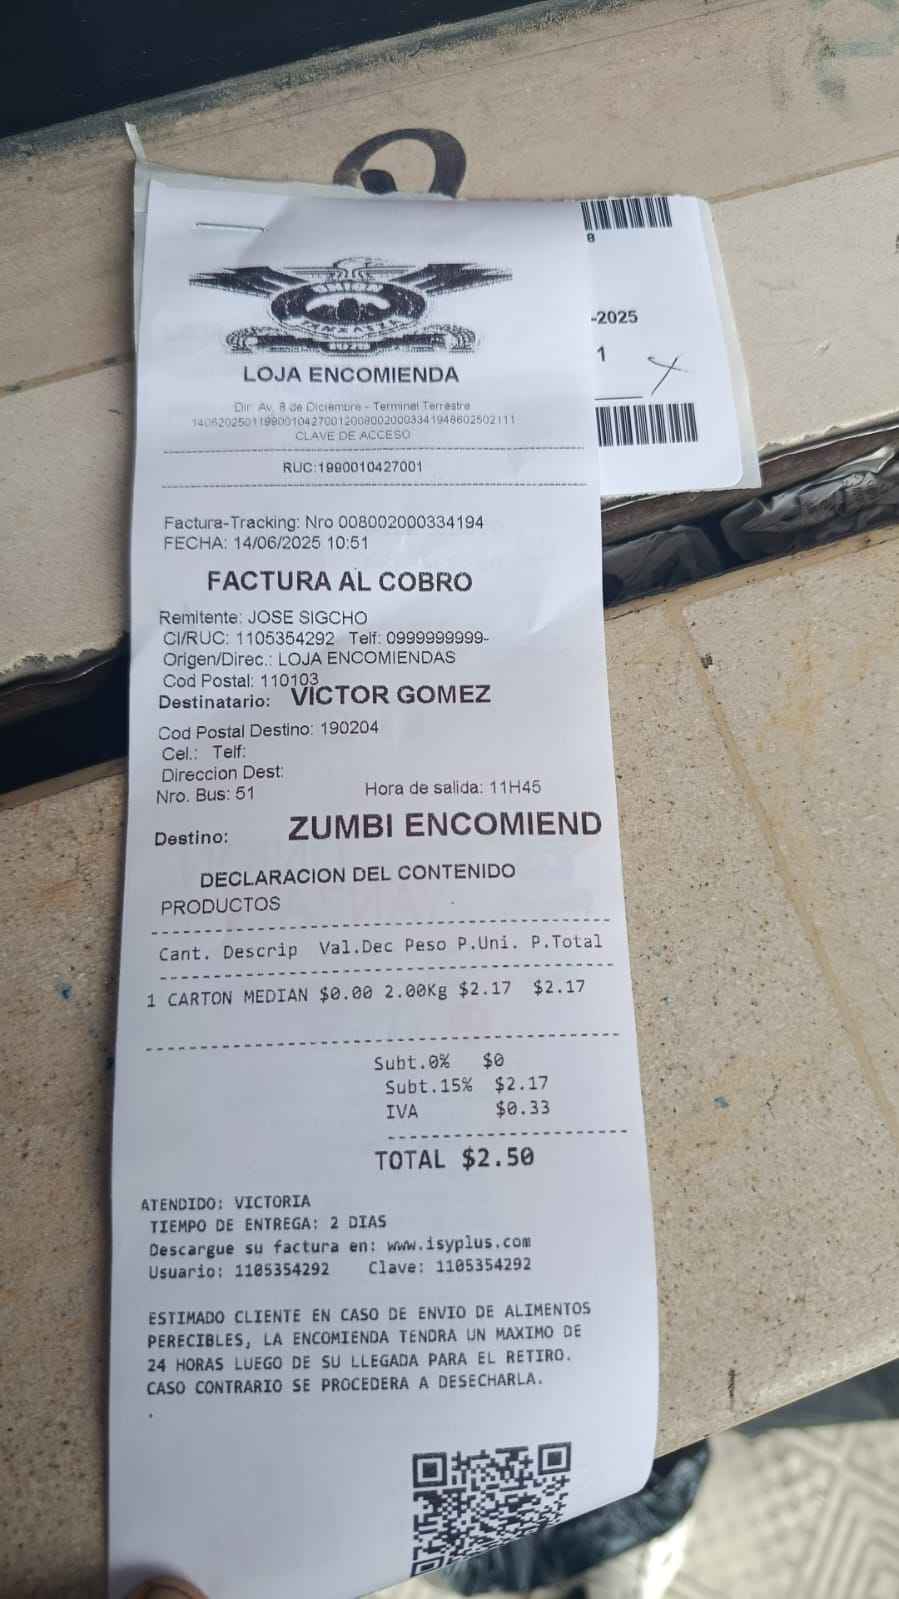 8
-2025
1
UNION
YANZATZA
LOJA ENCOMIENDA
Dir: Av. 8 de Diciembre - Terminal Terrestre
CLAVE DE ACCESO
RUC:1990010427001
Factura-Tracking: Nro 008002000334194
FECHA: 14/06/2025 10:51
FACTURA AL COBRO
Remitente: JOSE SIGCHO
CI/RUC: 1105354292 Telf: 0999999999-
Origen/Direc.: LOJA ENCOMIENDAS
Cod Postal: 110103
Destinatario: VICTOR GOMEZ
Cod Postal Destino: 190204
Cel.: Telf:
Direccion Dest:
Nro. Bus: 51 Hora de salida: 11H45
Destino: ZUMBI ENCOMIEND
DECLARACION DEL CONTENIDO
PRODUCTOS
Cant. Descrip Val.Dec Peso P.Uni. P.Total
1 CARTON MEDIAN $0.00 2.00Kg $2.17 $2.17
Subt.0% $0
Subt.15% $2.17
IVA $0.33
TOTAL $2.50
ATENDIDO: VICTORIA
TIEMPO DE ENTREGA: 2 DIAS
Descargue su factura en: www.isyplus.com
Usuario: 1105354292 Clave: 1105354292
ESTIMADO CLIENTE EN CASO DE ENVIO DE ALIMENTOS
PERECIBLES, LA ENCOMIENDA TENDRA UN MAXIMO DE
24 HORAS LUEGO DE SU LLEGADA PARA EL RETIRO.
CASO CONTRARIO SE PROCEDERA A DESECHARLA.
.